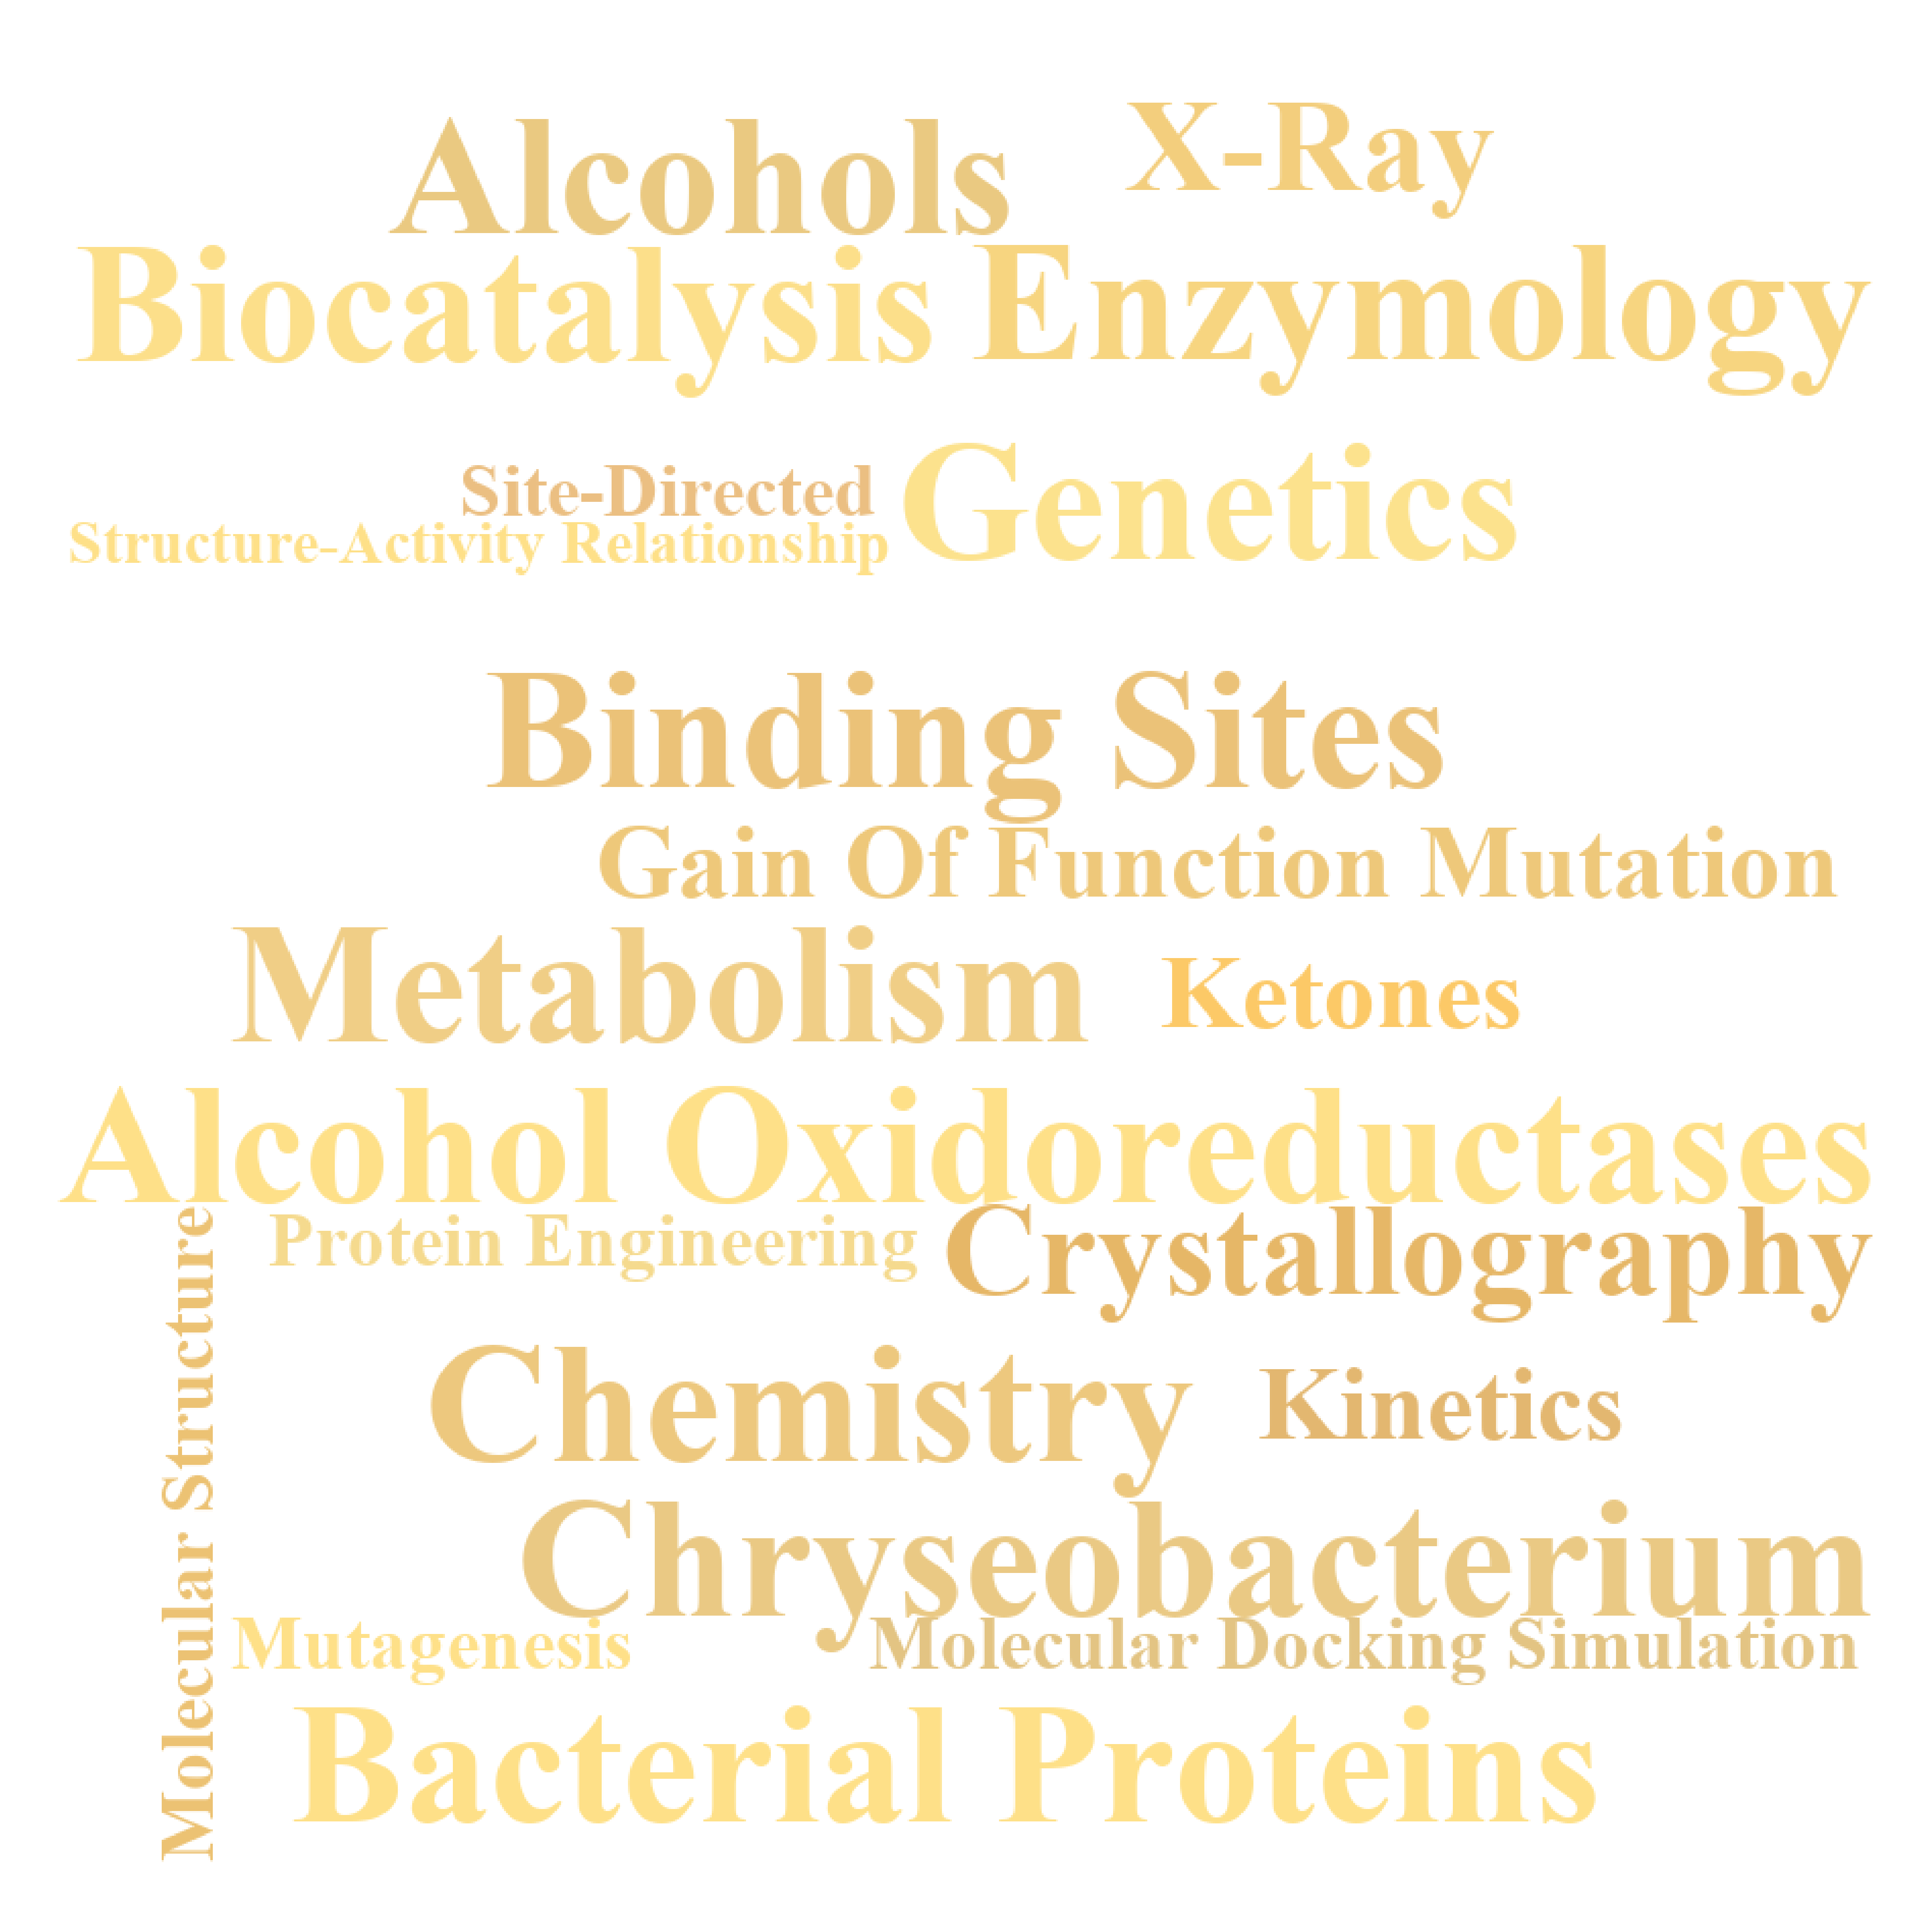 Alcohols
X-Ray
Biocatalysis
Enzymology
Site-Directed
Genetics
Structure-Activity Relationship
Binding Sites
Gain Of Function Mutation
Metabolism
Ketones
Alcohol Oxidoreductases
Protein Engineering
Crystallography
Molecular Structure
Chemistry
Kinetics
Chryseobacterium
Mutagenesis
Molecular Docking Simulation
Bacterial Proteins